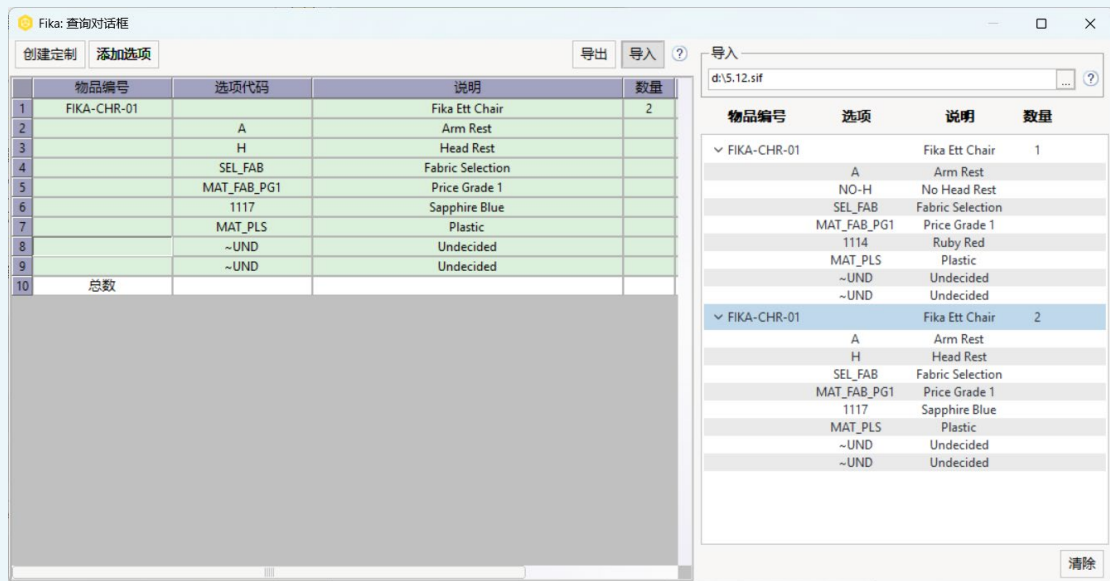 Fika: 查询对话框
创建定制 添加选项 导出 导入 ?
物品编号 选项代码 说明 数量
1 FIKA-CHR-01 Fika Ett Chair 2
2 A Arm Rest
3 H Head Rest
4 SEL_FAB Fabric Selection
5 MAT_FAB_PG1 Price Grade 1
6 1117 Sapphire Blue
7 MAT_PLS Plastic
8 ~UND Undecided
9 ~UND Undecided
10 总数
导入
d:\5.12.sif ... ?
物品编号 选项 说明 数量
FIKA-CHR-01 Fika Ett Chair 1
A Arm Rest
NO-H No Head Rest
SEL_FAB Fabric Selection
MAT_FAB_PG1 Price Grade 1
1114 Ruby Red
MAT_PLS Plastic
~UND Undecided
~UND Undecided
FIKA-CHR-01 Fika Ett Chair 2
A Arm Rest
H Head Rest
SEL_FAB Fabric Selection
MAT_FAB_PG1 Price Grade 1
1117 Sapphire Blue
MAT_PLS Plastic
~UND Undecided
~UND Undecided
清除